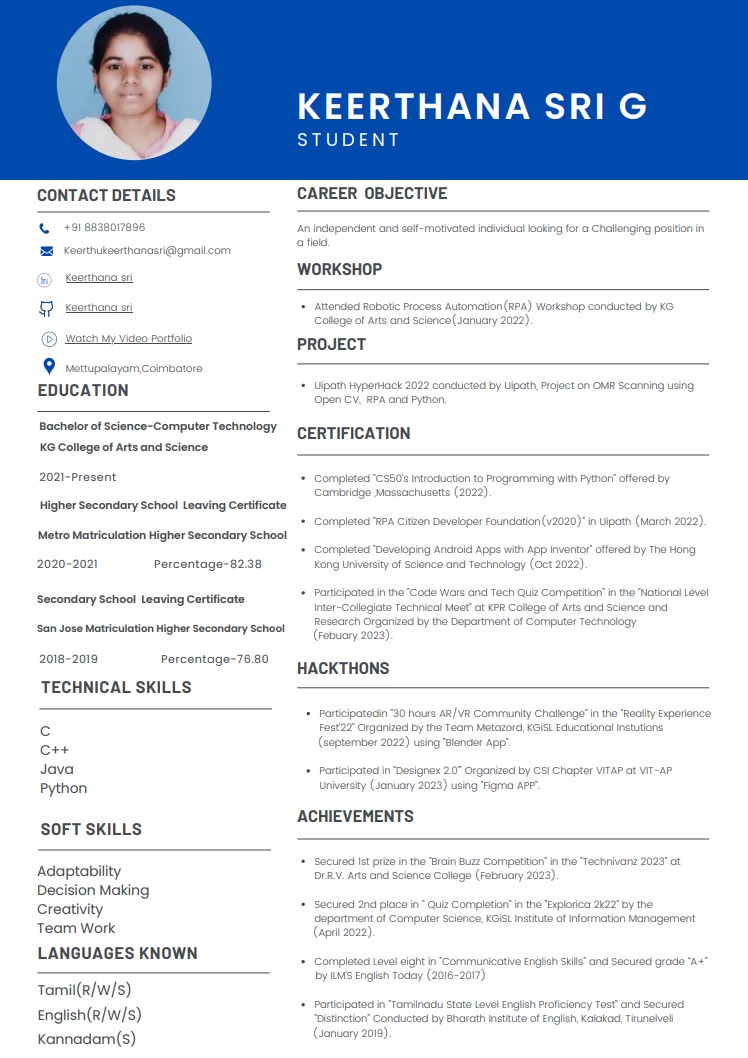 KEERTHANA SRI G
STUDENT
CONTACT DETAILS
+91 8838017896
Keerthukeerthanasri@gmail.com
Keerthana sri
Keerthana sri
Watch My Video Portfolio
Mettupalayam,Coimbatore
EDUCATION
Bachelor of Science-Computer Technology
KG College of Arts and Science
2021-Present
Higher Secondary School Leaving Certificate
Metro Matriculation Higher Secondary School
2020-2021 Percentage-82.38
Secondary School Leaving Certificate
San Jose Matriculation Higher Secondary School
2018-2019 Percentage-76.80
TECHNICAL SKILLS
C
C++
Java
Python
SOFT SKILLS
Adaptability
Decision Making
Creativity
Team Work
LANGUAGES KNOWN
Tamil(R/W/S)
English(R/W/S)
Kannadam(S)
CAREER OBJECTIVE
An independent and self-motivated individual looking for a Challenging position in
a field.
WORKSHOP
• Attended Robotic Process Automation(RPA) Workshop conducted by KG
College of Arts and Science(January 2022).
PROJECT
• Uipath HyperHack 2022 conducted by Uipath, Project on OMR Scanning using
Open CV, RPA and Python.
CERTIFICATION
• Completed "CS50's Introduction to Programming with Python" offered by
Cambridge ,Massachusetts (2022).
• Completed "RPA Citizen Developer Foundation(v2020)" in Uipath (March 2022).
• Completed "Developing Android Apps with App Inventor" offered by The Hong
Kong University of Science and Technology (Oct 2022).
• Participated in the "Code Wars and Tech Quiz Competition" in the "National Level
Inter-Collegiate Technical Meet" at KPR College of Arts and Science and
Research Organized by the Department of Computer Technology
(Febuary 2023).
HACKTHONS
• Participatedin "30 hours AR/VR Community Challenge" in the "Reality Experience
Fest'22" Organized by the Team Metazord, KGiSL Educational Instutions
(september 2022) using "Blender App".
• Participated in "Designex 2.0" Organized by CSI Chapter VITAP at VIT-AP
University (January 2023) using "Figma APP".
ACHIEVEMENTS
• Secured 1st prize in the "Brain Buzz Competition" in the "Technivanz 2023" at
Dr.R.V. Arts and Science College (February 2023).
• Secured 2nd place in " Quiz Completion" in the "Explorica 2k22" by the
department of Computer Science, KGiSL Institute of Information Management
(April 2022).
• Completed Level eight in "Communicative English Skills" and Secured grade "A+"
by ILM'S English Today (2016-2017)
• Participated in "Tamilnadu State Level English Proficiency Test" and Secured
"Distinction" Conducted by Bharath Institute of English, Kalakad, Tirunelveli
(January 2019).